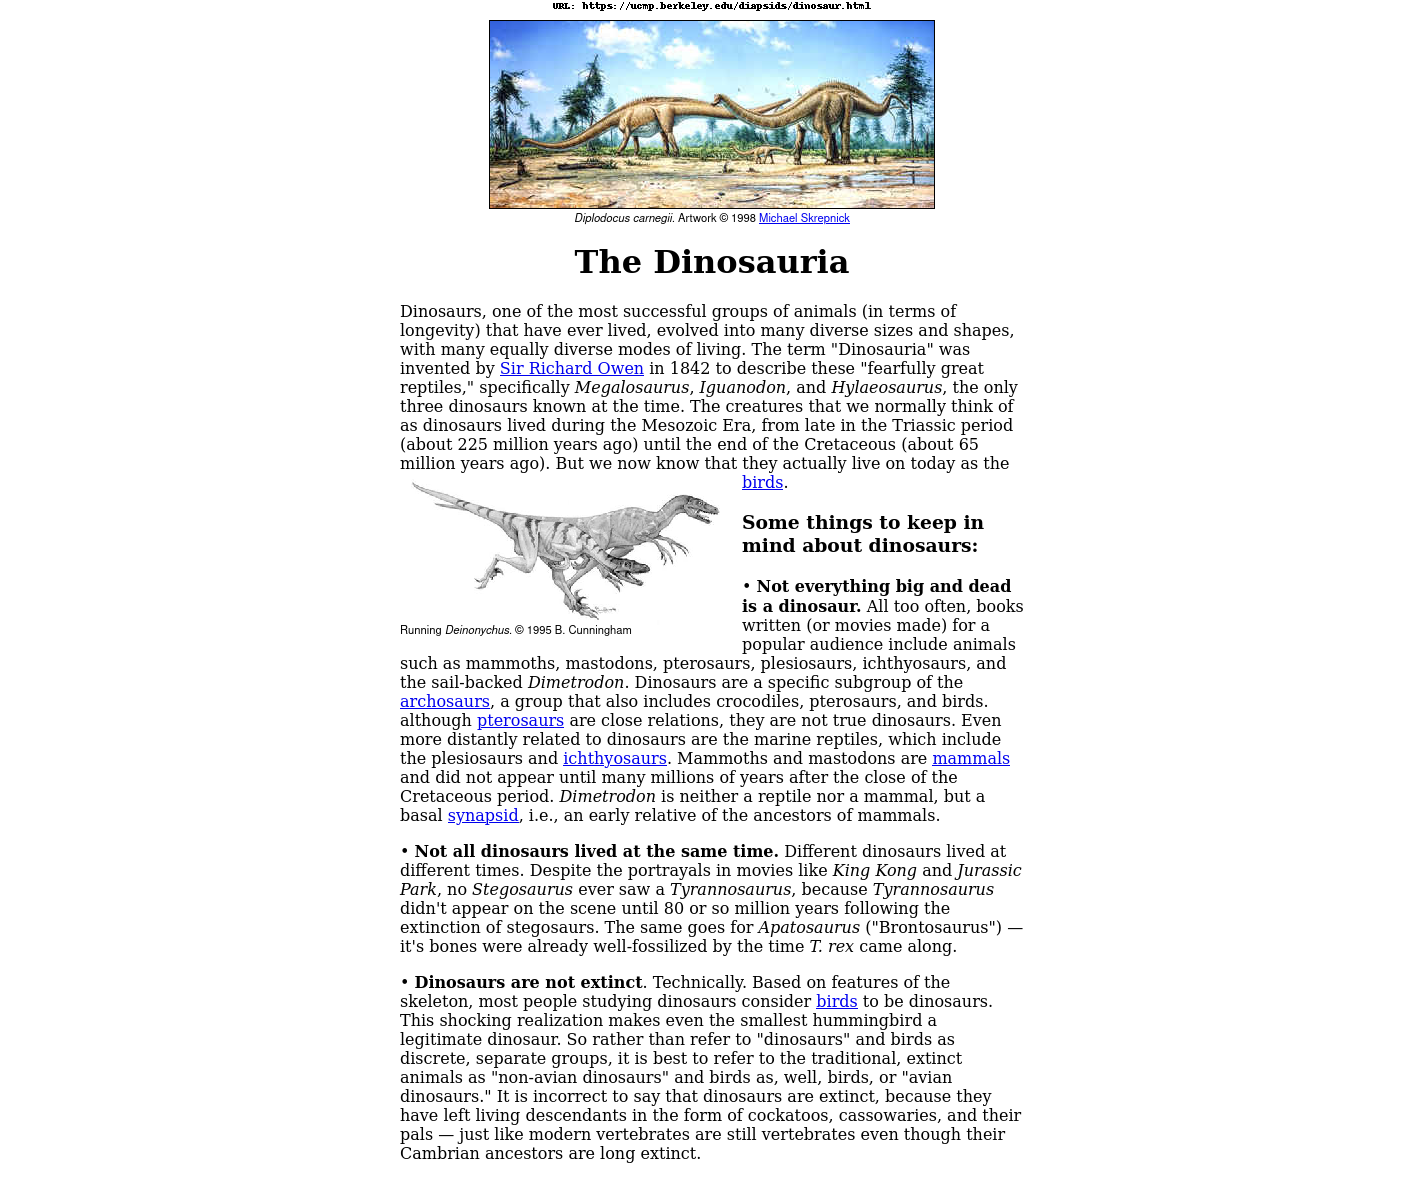 URL: https://ucmp.berkeley.edu/diapsids/dinosaur.html
Diplodocus carnegii. Artwork © 1998 Michael Skrepnick
The Dinosauria
Dinosaurs, one of the most successful groups of animals (in terms of
longevity) that have ever lived, evolved into many diverse sizes and shapes,
with many equally diverse modes of living. The term "Dinosauria" was
invented by Sir Richard Owen in 1842 to describe these "fearfully great
reptiles," specifically Megalosaurus, Iguanodon, and Hylaeosaurus, the only
three dinosaurs known at the time. The creatures that we normally think of
as dinosaurs lived during the Mesozoic Era, from late in the Triassic period
(about 225 million years ago) until the end of the Cretaceous (about 65
million years ago). But we now know that they actually live on today as the
birds.
Running Deinonychus. © 1995 B. Cunningham
Some things to keep in
mind about dinosaurs:
• Not everything big and dead
is a dinosaur. All too often, books
written (or movies made) for a
popular audience include animals
such as mammoths, mastodons, pterosaurs, plesiosaurs, ichthyosaurs, and
the sail-backed Dimetrodon. Dinosaurs are a specific subgroup of the
archosaurs, a group that also includes crocodiles, pterosaurs, and birds.
although pterosaurs are close relations, they are not true dinosaurs. Even
more distantly related to dinosaurs are the marine reptiles, which include
the plesiosaurs and ichthyosaurs. Mammoths and mastodons are mammals
and did not appear until many millions of years after the close of the
Cretaceous period. Dimetrodon is neither a reptile nor a mammal, but a
basal synapsid, i.e., an early relative of the ancestors of mammals.
• Not all dinosaurs lived at the same time. Different dinosaurs lived at
different times. Despite the portrayals in movies like King Kong and Jurassic
Park, no Stegosaurus ever saw a Tyrannosaurus, because Tyrannosaurus
didn't appear on the scene until 80 or so million years following the
extinction of stegosaurs. The same goes for Apatosaurus ("Brontosaurus") —
it's bones were already well-fossilized by the time T. rex came along.
• Dinosaurs are not extinct. Technically. Based on features of the
skeleton, most people studying dinosaurs consider birds to be dinosaurs.
This shocking realization makes even the smallest hummingbird a
legitimate dinosaur. So rather than refer to "dinosaurs" and birds as
discrete, separate groups, it is best to refer to the traditional, extinct
animals as "non-avian dinosaurs" and birds as, well, birds, or "avian
dinosaurs." It is incorrect to say that dinosaurs are extinct, because they
have left living descendants in the form of cockatoos, cassowaries, and their
pals — just like modern vertebrates are still vertebrates even though their
Cambrian ancestors are long extinct.